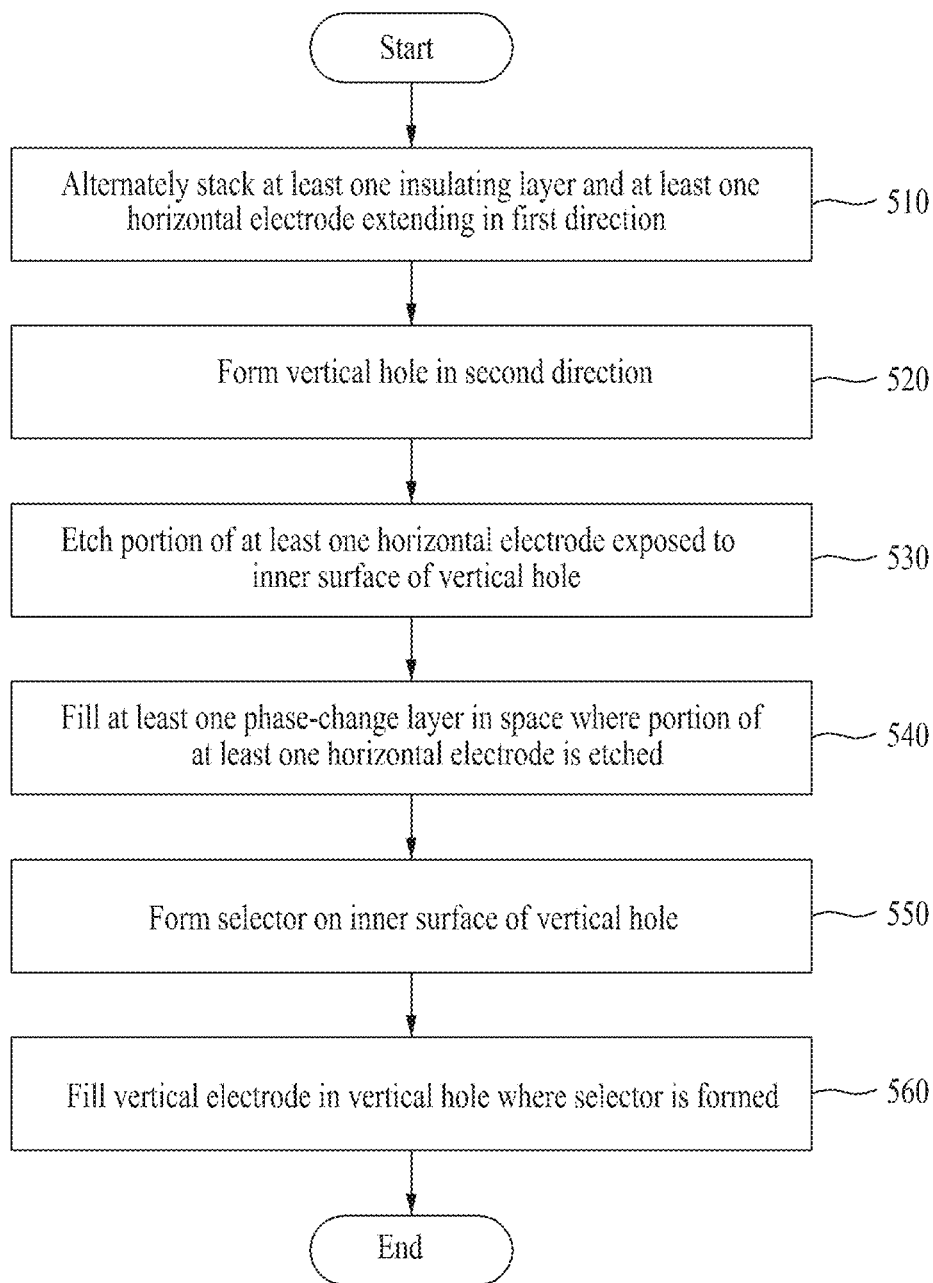 Start
Alternately stack at least one insulating layer and at least one
horizontal electrode extending in first direction
510
Form vertical hole in second direction
520
Etch portion of at least one horizontal electrode exposed to
inner surface of vertical hole
530
Fill at least one phase-change layer in space where portion of
at least one horizontal electrode is etched
540
Form selector on inner surface of vertical hole
550
Fill vertical electrode in vertical hole where selector is formed
560
End